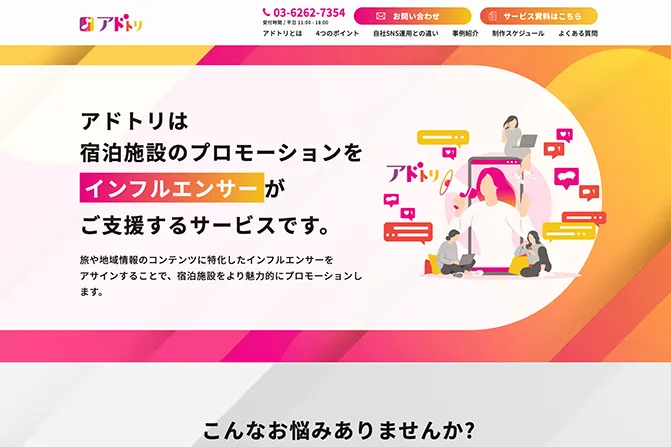 アドトリ
03-6262-7354
受付時間 / 平日 11:00 - 18:00
お問い合わせ
サービス資料はこちら
アドトリとは
4つのポイント
自社SNS運用との違い
事例紹介
制作スケジュール
よくある質問
アドトリは
宿泊施設のプロモーションを
インフルエンサーが
ご支援するサービスです。
旅や地域情報のコンテンツに特化したインフルエンサーを
アサインすることで、宿泊施設をより魅力的にプロモーションし
ます。
アドトリ
こんなお悩みありませんか?